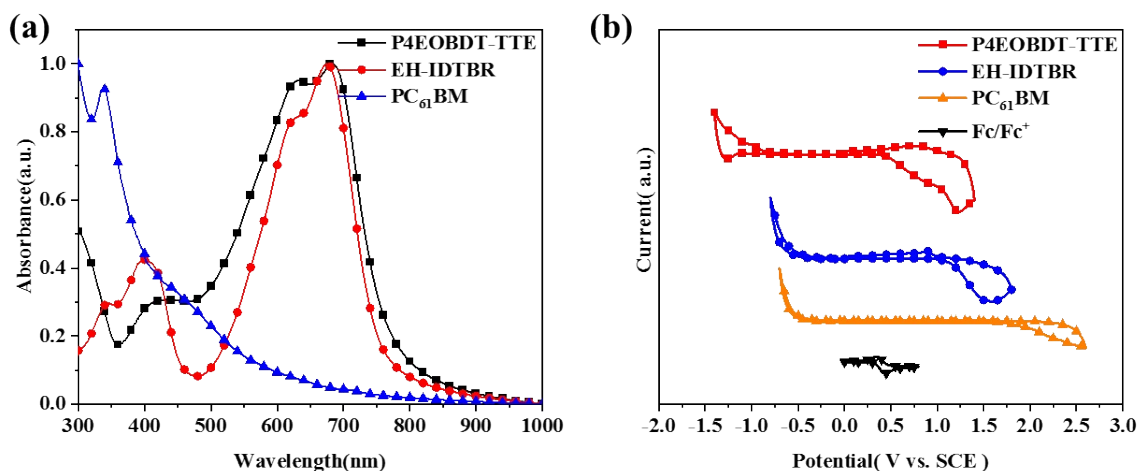 (a)
P4EOBDT-TTE
EH-IDTBR
PC61BM
1.0
0.8
0.6
0.4
0.2
0.0
Absorbance(a.u.)
300 400 500 600 700 800 900 1000
Wavelength(nm)
(b)
P4EOBDT-TTE
EH-IDTBR
PC61BM
Fc/Fc+
Current( a.u.)
-2.0 -1.5 -1.0 -0.5 0.0 0.5 1.0 1.5 2.0 2.5 3.0
Potential( V vs. SCE )